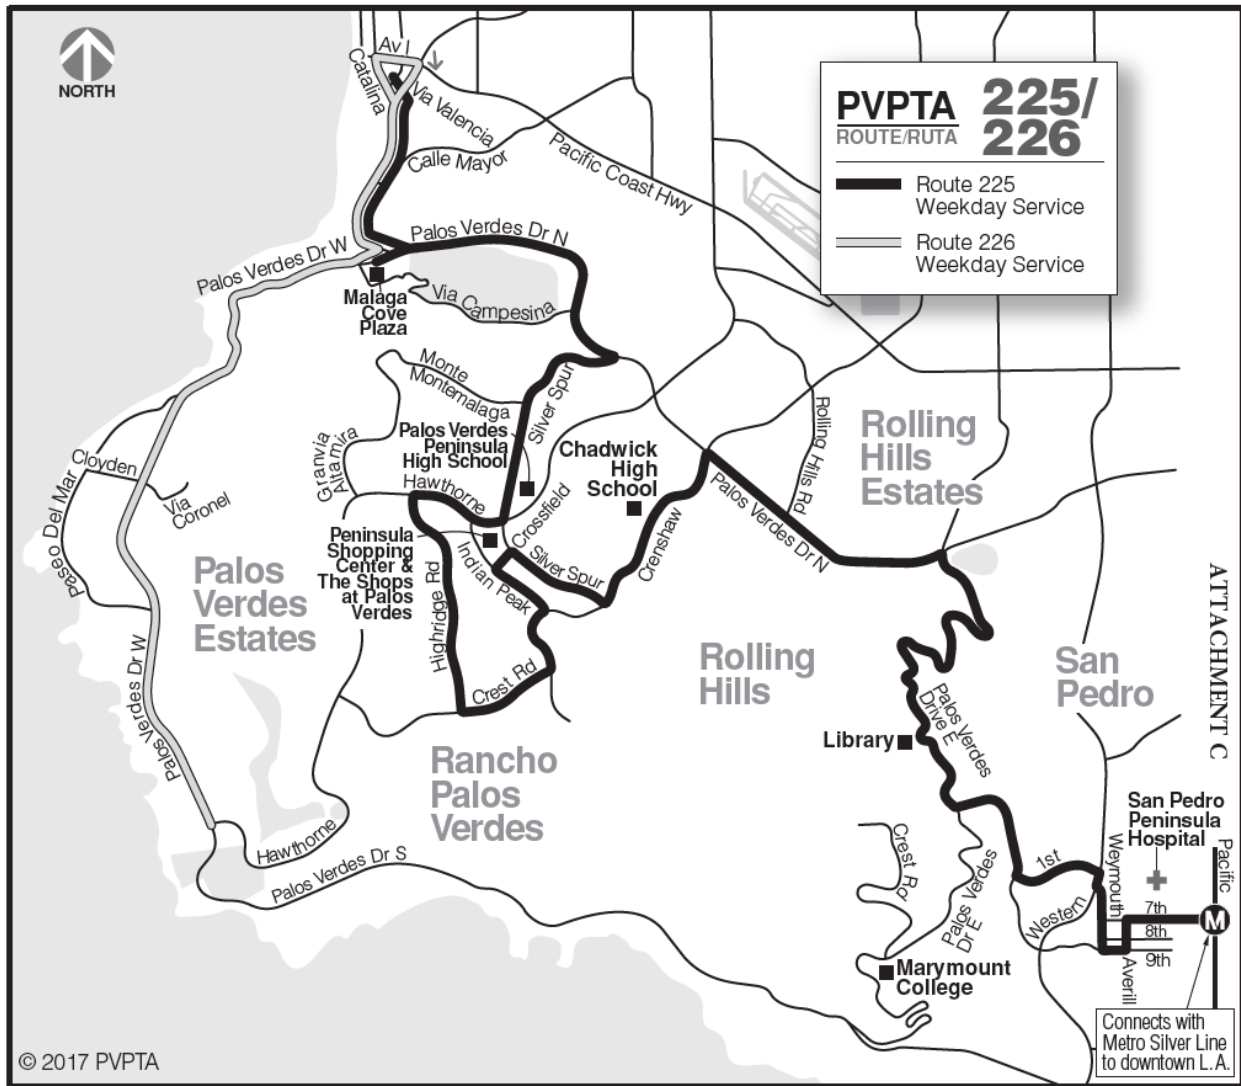 NORTH
Av I
Catalina
Via Valencia
Calle Mayor
Pacific Coast Hwy
PVPTA
ROUTE/RUTA
225/
226
Route 225
Weekday Service
Route 226
Weekday Service
Palos Verdes Dr W
Palos Verdes Dr N
Malaga
Cove
Plaza
Via Campesina
Monte
Montemalaga
Silver Spur
Palos Verdes
Peninsula
High School
Chadwick
High
School
Rolling Hills Rd
Rolling
Hills
Estates
Granvia
Altamira
Hawthorne
Crossfield
Cloyden
Via
Coronel
Paseo Del Mar
Peninsula
Shopping
Center &
The Shops
at Palos
Verdes
Indian Peak
Silver Spur
Crenshaw
Palos Verdes Dr N
Palos
Verdes
Estates
Highridge Rd
Crest Rd
Rolling
Hills
San
Pedro
ATTACHMENT C
Palos Verdes Dr W
Palos Verdes
Drive E
Library
Rancho
Palos
Verdes
San Pedro
Peninsula
Hospital
Hawthorne
Palos Verdes Dr S
Crest Rd
Palos Verdes
Dr E
1st
Western
Weymouth
Pacific
7th
M
8th
9th
Averill
Marymount
College
Connects with
Metro Silver Line
to downtown L.A.
© 2017 PVPTA